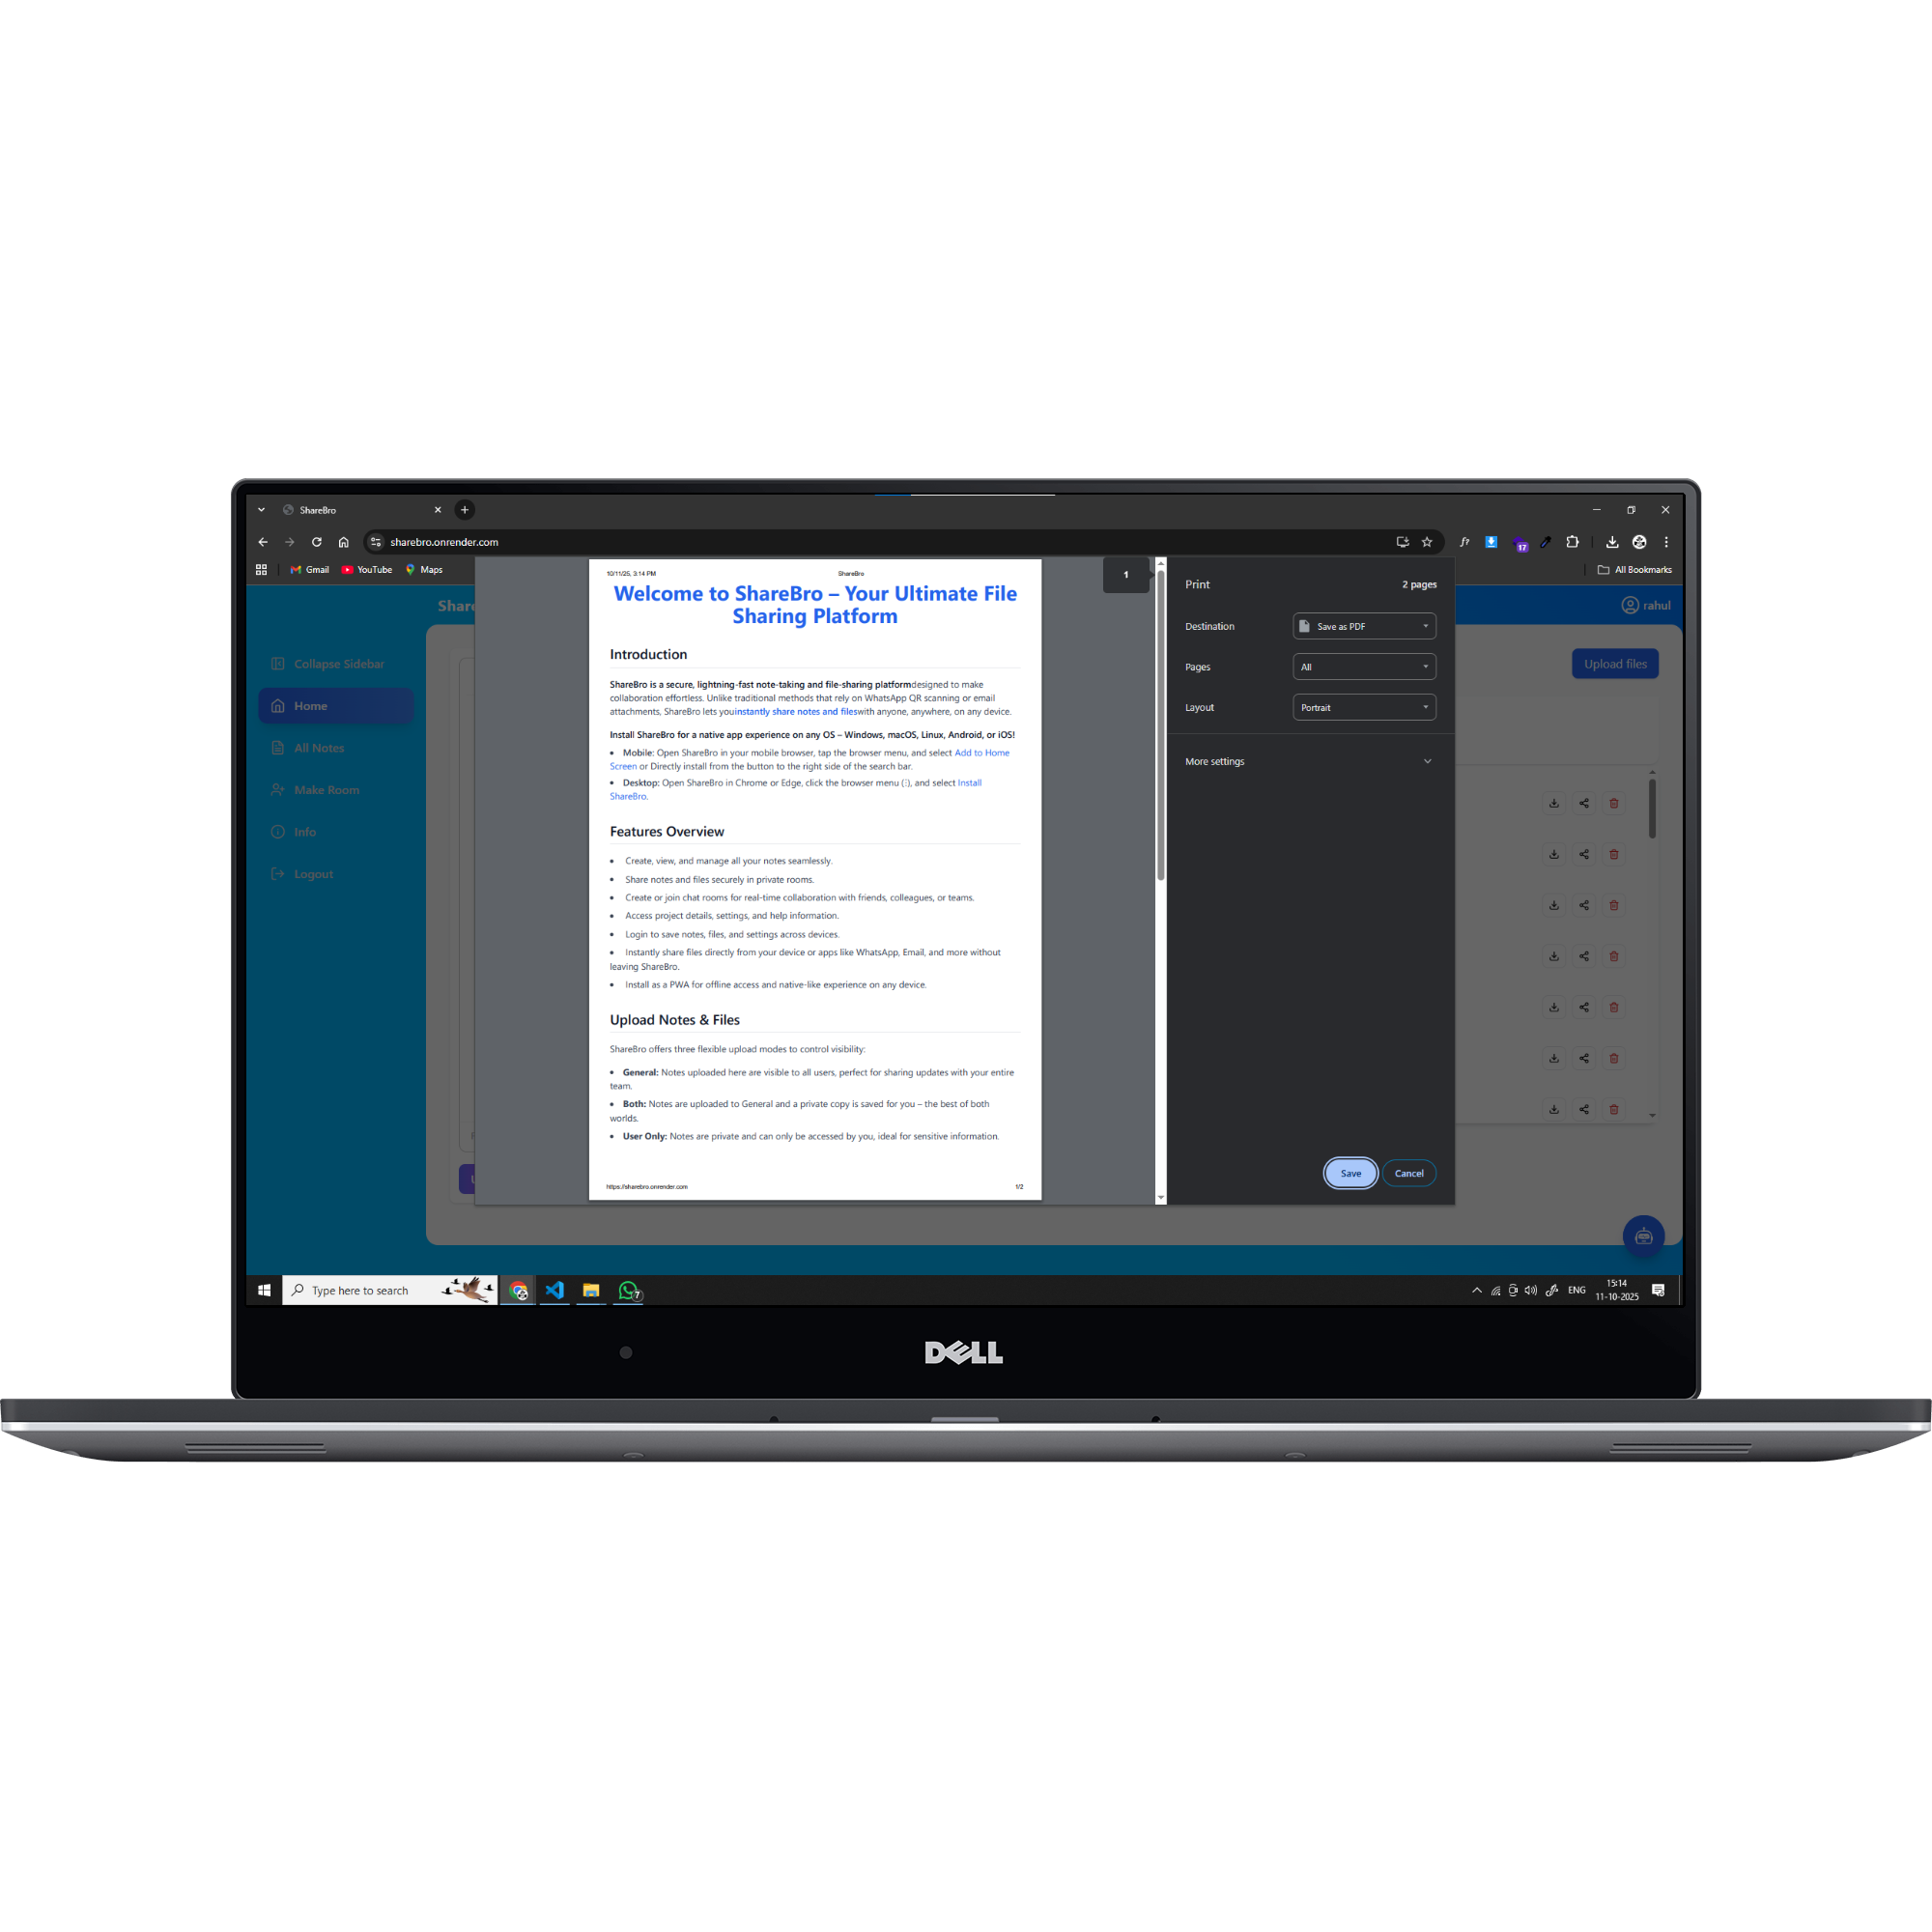 ShareBro
sharebro.onrender.com
17
Gmail
YouTube
Maps
All Bookmarks
Share
rahul
Collapse Sidebar
Home
All Notes
Make Room
Info
Logout
Upload files
10/11/25, 3:14 PM
ShareBro
Welcome to ShareBro – Your Ultimate File
Sharing Platform
Introduction
ShareBro is a secure, lightning-fast note-taking and file-sharing platformdesigned to make
collaboration effortless. Unlike traditional methods that rely on WhatsApp QR scanning or email
attachments, ShareBro lets youinstantly share notes and fileswith anyone, anywhere, on any device.
Install ShareBro for a native app experience on any OS – Windows, macOS, Linux, Android, or iOS!
• Mobile: Open ShareBro in your mobile browser, tap the browser menu, and select Add to Home
Screen or Directly install from the button to the right side of the search bar.
• Desktop: Open ShareBro in Chrome or Edge, click the browser menu (⋮), and select Install
ShareBro.
Features Overview
• Create, view, and manage all your notes seamlessly.
• Share notes and files securely in private rooms.
• Create or join chat rooms for real-time collaboration with friends, colleagues, or teams.
• Access project details, settings, and help information.
• Login to save notes, files, and settings across devices.
• Instantly share files directly from your device or apps like WhatsApp, Email, and more without
leaving ShareBro.
• Install as a PWA for offline access and native-like experience on any device.
Upload Notes & Files
ShareBro offers three flexible upload modes to control visibility:
• General: Notes uploaded here are visible to all users, perfect for sharing updates with your entire
team.
• Both: Notes are uploaded to General and a private copy is saved for you – the best of both
worlds.
• User Only: Notes are private and can only be accessed by you, ideal for sensitive information.
https://sharebro.onrender.com
1/2
1
Print
2 pages
Destination
Save as PDF
Pages
All
Layout
Portrait
More settings
Save
Cancel
Type here to search
7
ENG
15:14
11-10-2025
DELL